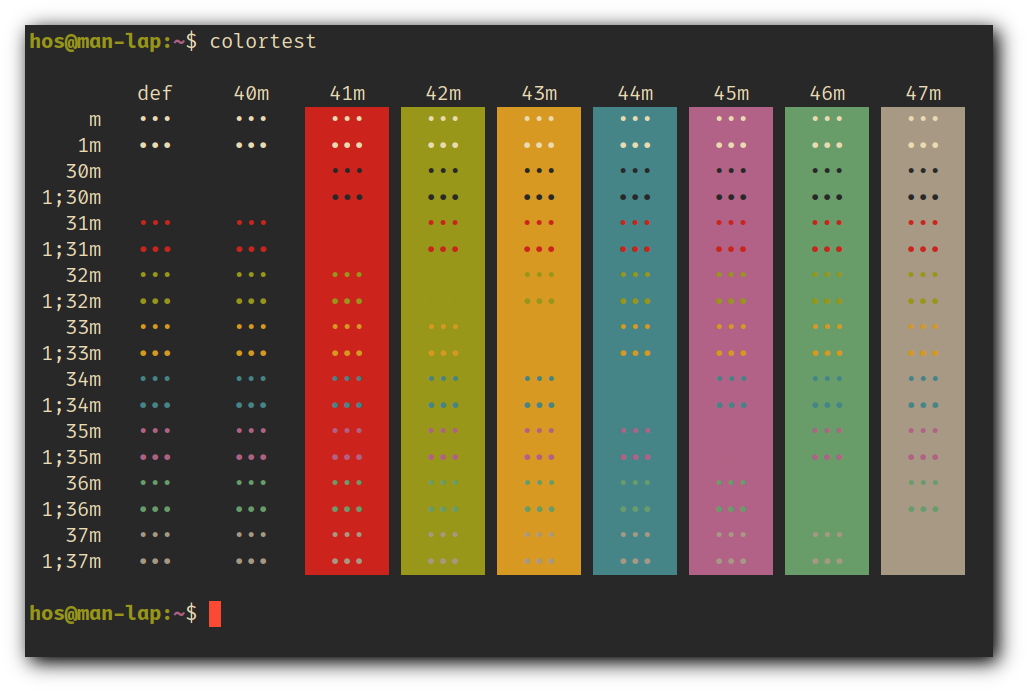 hos@man-lap:~$ colortest
def 40m 41m 42m 43m 44m 45m 46m 47m
m ••• ••• ••• ••• ••• ••• ••• ••• •••
1m ••• ••• ••• ••• ••• ••• ••• ••• •••
30m ••• ••• ••• ••• ••• ••• •••
1;30m ••• ••• ••• ••• ••• ••• •••
31m ••• ••• ••• ••• ••• ••• ••• •••
1;31m ••• ••• ••• ••• ••• ••• ••• •••
32m ••• ••• ••• ••• ••• ••• ••• •••
1;32m ••• ••• ••• ••• ••• ••• ••• •••
33m ••• ••• ••• ••• ••• ••• ••• •••
1;33m ••• ••• ••• ••• ••• ••• ••• •••
34m ••• ••• ••• ••• ••• ••• ••• •••
1;34m ••• ••• ••• ••• ••• ••• ••• •••
35m ••• ••• ••• ••• ••• ••• ••• •••
1;35m ••• ••• ••• ••• ••• ••• ••• •••
36m ••• ••• ••• ••• ••• ••• ••• •••
1;36m ••• ••• ••• ••• ••• ••• ••• •••
37m ••• ••• ••• ••• ••• ••• ••• •••
1;37m ••• ••• ••• ••• ••• ••• ••• •••
hos@man-lap:~$